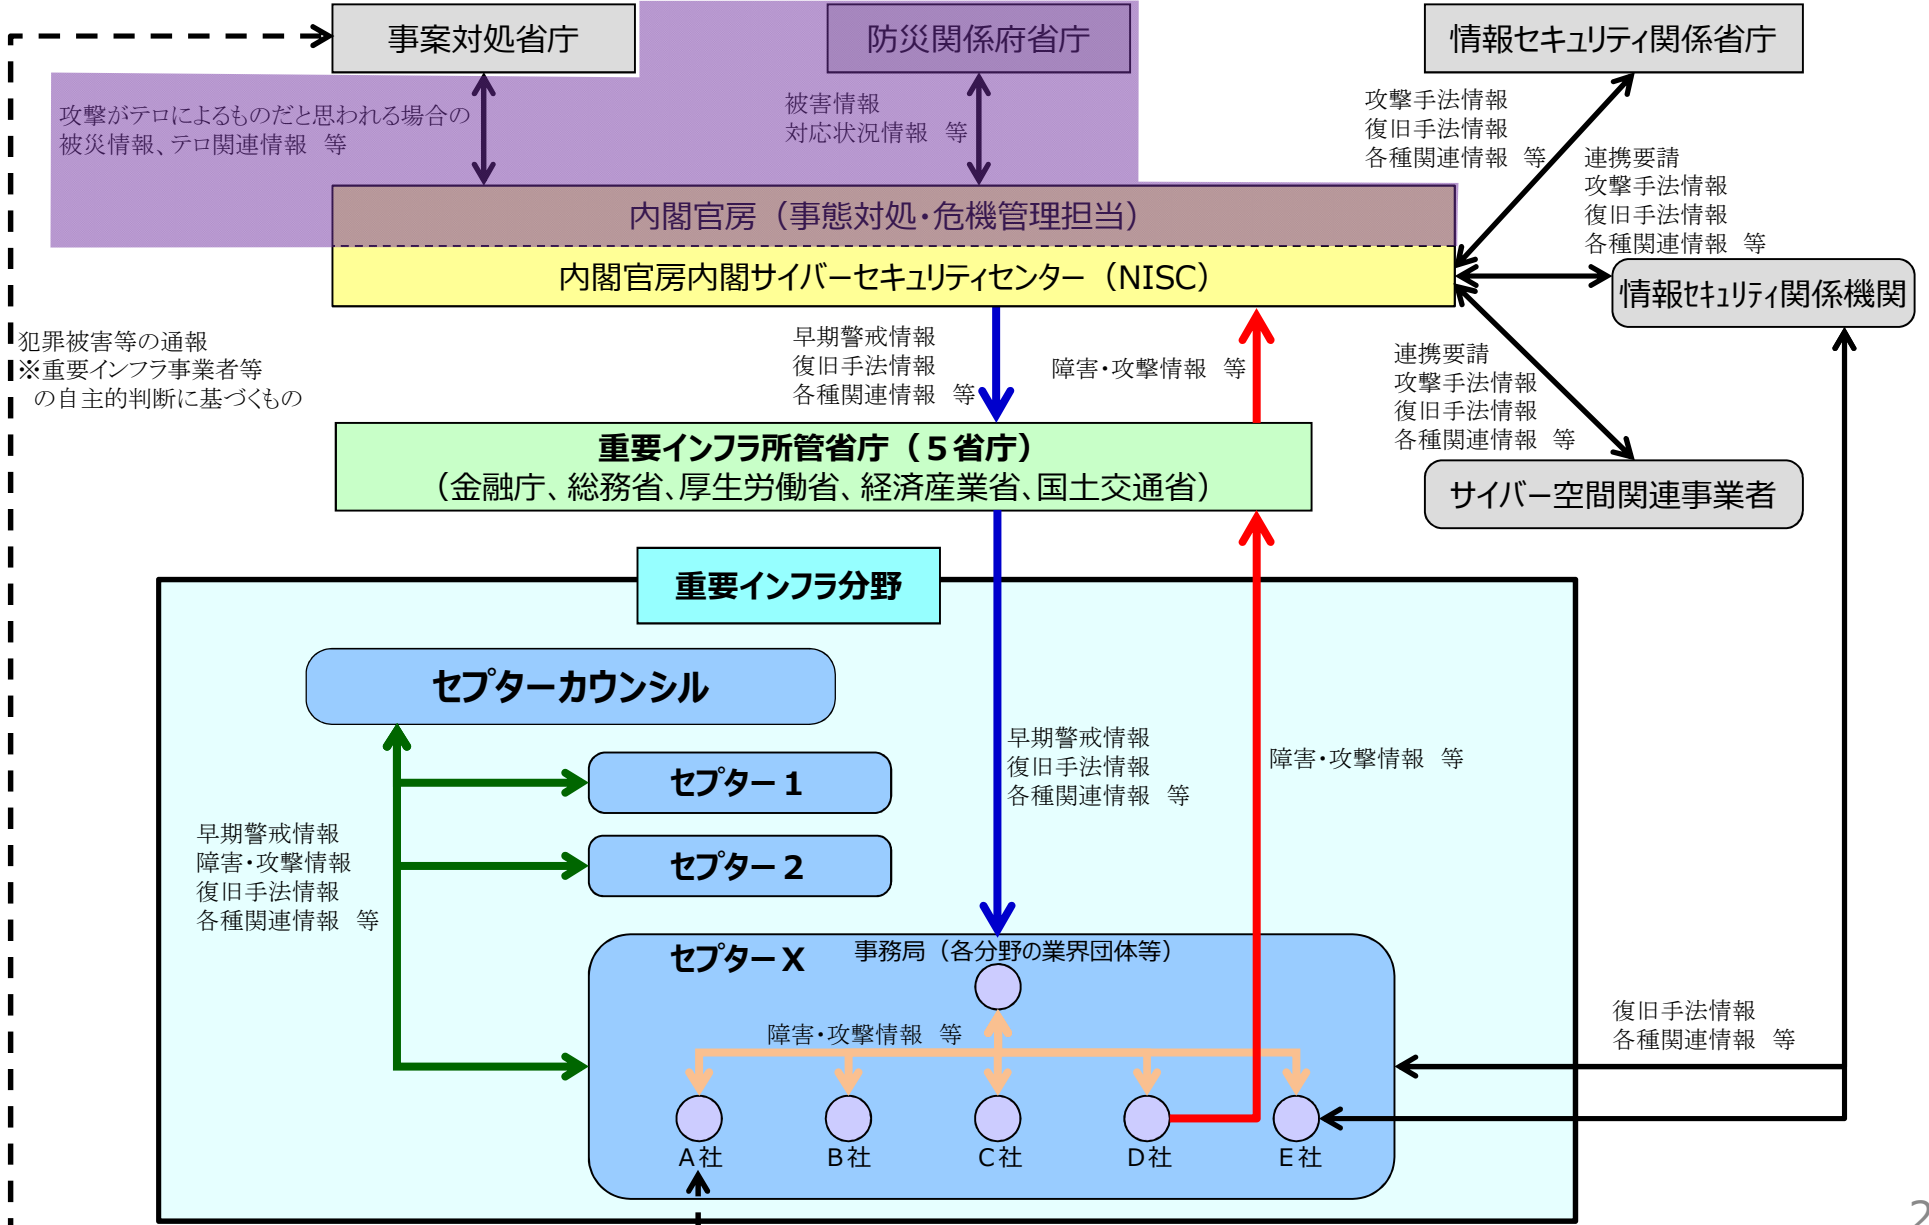 事案対処省庁
防災関係府省庁
情報セキュリティ関係省庁
攻撃がテロによるものだと思われる場合の
被災情報、テロ関連情報　等
被害情報
対応状況情報　等
攻撃手法情報
復旧手法情報
各種関連情報　等
連携要請
攻撃手法情報
復旧手法情報
各種関連情報　等
内閣官房（事態対処・危機管理担当）
内閣官房内閣サイバーセキュリティセンター（NISC）
情報セキュリティ関係機関
犯罪被害等の通報
※重要インフラ事業者等
の自主的判断に基づくもの
早期警戒情報
復旧手法情報
各種関連情報　等
障害・攻撃情報　等
連携要請
攻撃手法情報
復旧手法情報
各種関連情報　等
重要インフラ所管省庁（５省庁）
（金融庁、総務省、厚生労働省、経済産業省、国土交通省）
サイバー空間関連事業者
重要インフラ分野
セプターカウンシル
早期警戒情報
復旧手法情報
各種関連情報　等
障害・攻撃情報　等
セプター１
セプター２
早期警戒情報
障害・攻撃情報
復旧手法情報
各種関連情報　等
セプターＸ
事務局（各分野の業界団体等）
障害・攻撃情報　等
復旧手法情報
各種関連情報　等
A社
B社
C社
D社
E社
2